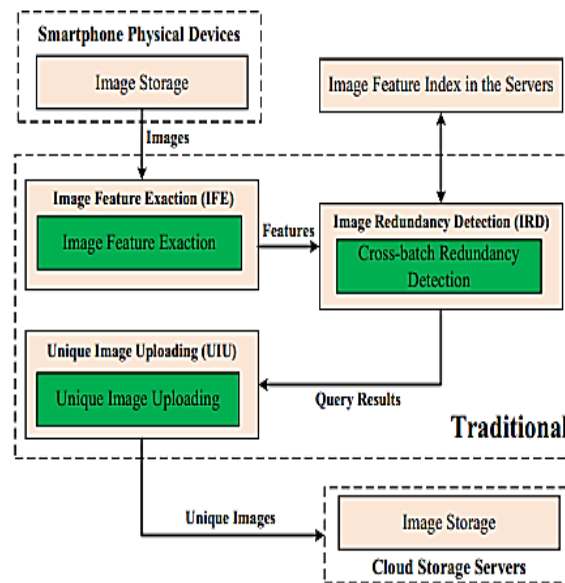 Smartphone Physical Devices
Image Storage
Image Feature Index in the Servers
Images
Image Feature Exaction (IFE)
Image Feature Exaction
Features
Image Redundancy Detection (IRD)
Cross-batch Redundancy
Detection
Unique Image Uploading (UIU)
Unique Image Uploading
Query Results
Traditional
Unique Images
Image Storage
Cloud Storage Servers